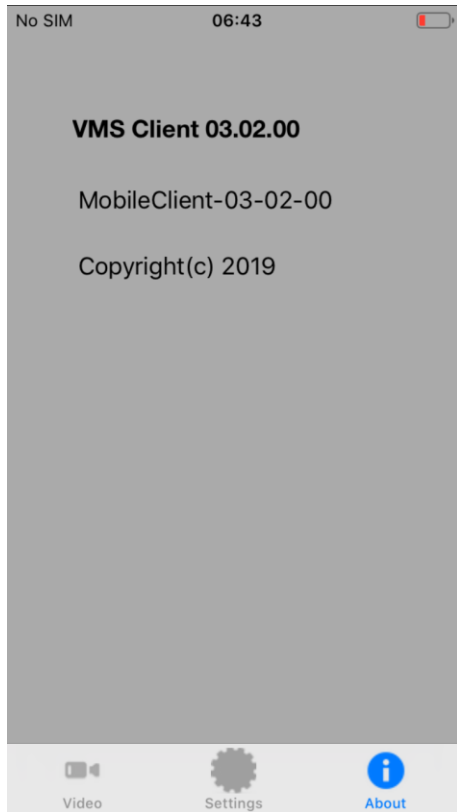 No SIM 06:43
VMS Client 03.02.00
MobileClient-03-02-00
Copyright(c) 2019
Video Settings About